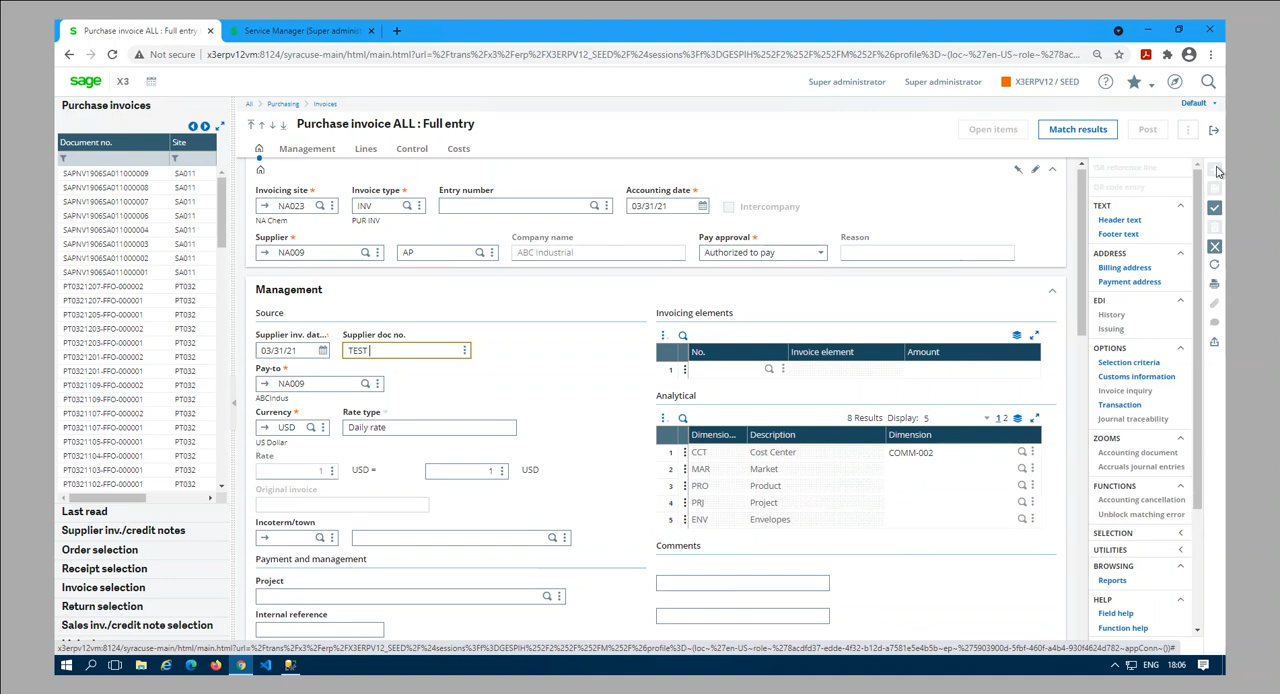 S Purchase invoice ALL : Full entry × S Service Manager (Super admini: × +
Not secure x3erpv12vm:8124/syracuse-main/html/main.html?url=%2Ftrans%2Fx3%2Ferp%2FX3ERPV12_SEED%2F%24sessions%3Ff%3DGESPIH%252F2%252F%252FM%252F%26profile%3D~(loc~%27en-US~role~%278ac...
sage X3 Super administrator Super administrator X3ERPV12 / SEED
Purchase invoices All Purchasing Invoices Default
Purchase invoice ALL : Full entry Open items Match results Post
Document no. Site
Management Lines Control Costs
SAPNV1906SA011000009 SA011
SAPNV1906SA011000008 SA011
SAPNV1906SA011000007 SA011
SAPNV1906SA011000006 SA011
SAPNV1906SA011000004 SA011
SAPNV1906SA011000005 SA011
SAPNV1906SA011000003 SA011
SAPNV1906SA011000002 SA011
SAPNV1906SA011000001 SA011
PT0321207-FFO-000002 PT032
PT0321207-FFO-000001 PT032
PT0321205-FFO-000001 PT032
PT0321203-FFO-000002 PT032
PT0321203-FFO-000001 PT032
PT0321201-FFO-000002 PT032
PT0321201-FFO-000001 PT032
PT0321109-FFO-000002 PT032
PT0321109-FFO-000001 PT032
PT0321107-FFO-000002 PT032
PT0321107-FFO-000001 PT032
PT0321105-FFO-000001 PT032
PT0321104-FFO-000001 PT032
PT0321103-FFO-000002 PT032
PT0321103-FFO-000001 PT032
PT0321102-FFO-000001 PT032
Last read
Supplier inv./credit notes
Order selection
Receipt selection
Invoice selection
Return selection
Sales inv./credit note selection
Invoicing site * Invoice type * Entry number Accounting date *
NA023 INV 03/31/21 Intercompany
NA Chem PUR INV
Supplier * Company name Pay approval * Reason
NA009 AP ABC Industrial Authorized to pay
Management
Source
Supplier inv. dat... Supplier doc no.
03/31/21 TEST
Pay-to *
NA009
ABCIndus
Currency * Rate type *
USD Daily rate
US Dollar
Rate
1 USD = 1 USD
Original invoice
Incoterm/town
Payment and management
Project
Internal reference
Invoicing elements
No. Invoice element Amount
1
Analytical 8 Results Display: 5 1 2
Dimensio... Description Dimension
1 CCT Cost Center COMM-002
2 MAR Market
3 PRO Product
4 PRJ Project
5 ENV Envelopes
Comments
ISR reference line
QR code entry
TEXT
Header text
Footer text
ADDRESS
Billing address
Payment address
EDI
History
Issuing
OPTIONS
Selection criteria
Customs information
Invoice inquiry
Transaction
Journal traceability
ZOOMS
Accounting document
Accruals journal entries
FUNCTIONS
Accounting cancellation
Unblock matching error
SELECTION
UTILITIES
BROWSING
Reports
HELP
Field help
Function help
ENG 18:06